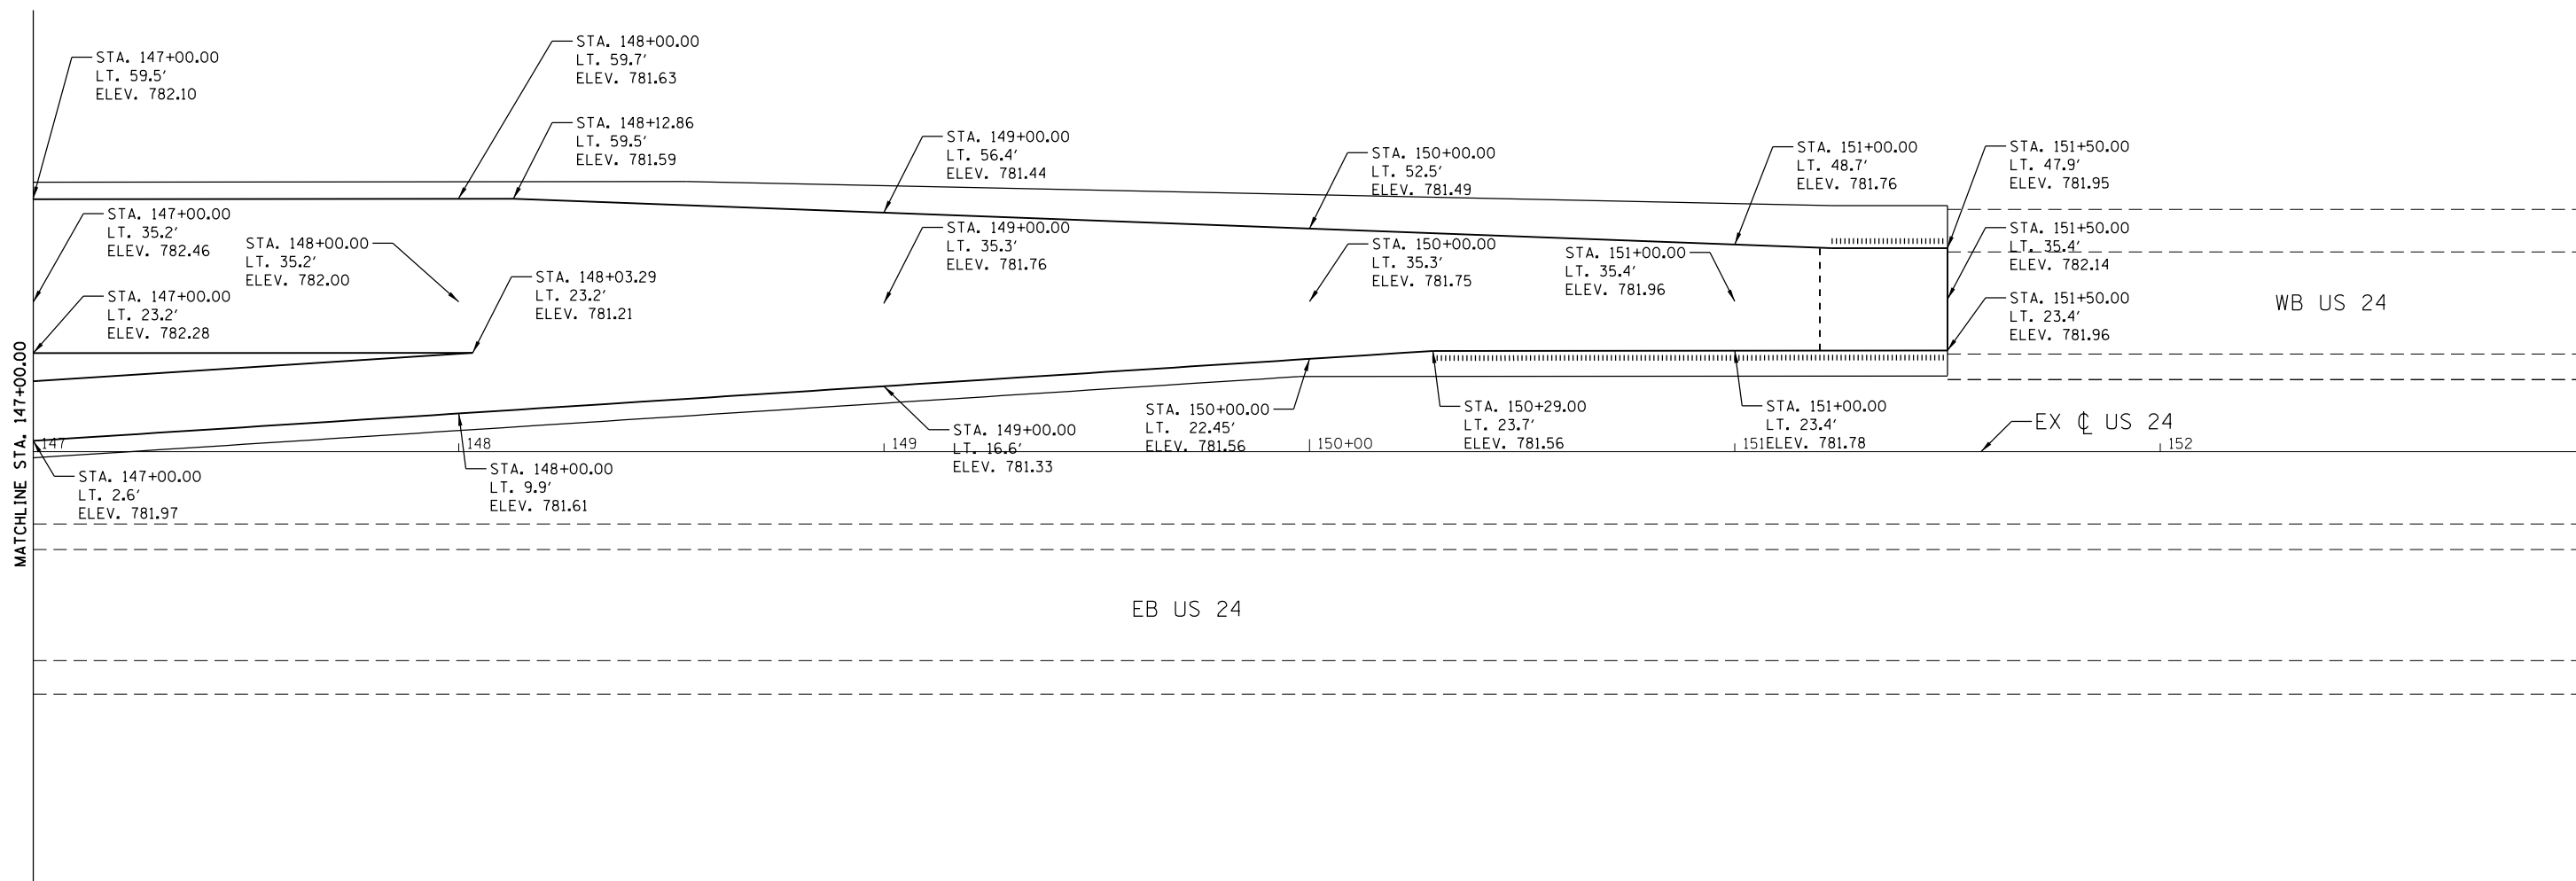 STA. 147+00.00
LT. 59.5′
ELEV. 782.10
STA. 148+00.00
LT. 59.7′
ELEV. 781.63
STA. 148+12.86
LT. 59.5′
ELEV. 781.59
STA. 149+00.00
LT. 56.4′
ELEV. 781.44
STA. 150+00.00
LT. 52.5′
ELEV. 781.49
STA. 151+00.00
LT. 48.7′
ELEV. 781.76
STA. 151+50.00
LT. 47.9′
ELEV. 781.95
STA. 147+00.00
LT. 35.2′
ELEV. 782.46
STA. 148+00.00
LT. 35.2′
ELEV. 782.00
STA. 149+00.00
LT. 35.3′
ELEV. 781.76
STA. 150+00.00
LT. 35.3′
ELEV. 781.75
STA. 151+00.00
LT. 35.4′
ELEV. 781.96
STA. 151+50.00
LT. 35.4′
ELEV. 782.14
STA. 147+00.00
LT. 23.2′
ELEV. 782.28
STA. 148+03.29
LT. 23.2′
ELEV. 781.21
STA. 151+50.00
LT. 23.4′
ELEV. 781.96
WB US 24
MATCHLINE STA. 147+00.00
STA. 150+00.00
LT. 22.45′
ELEV. 781.56
STA. 150+29.00
LT. 23.7′
ELEV. 781.56
STA. 151+00.00
LT. 23.4′
ELEV. 781.78
EX ℄ US 24
147
148
149
150+00
151
152
STA. 147+00.00
LT. 2.6′
ELEV. 781.97
STA. 148+00.00
LT. 9.9′
ELEV. 781.61
STA. 149+00.00
LT. 16.6′
ELEV. 781.33
EB US 24